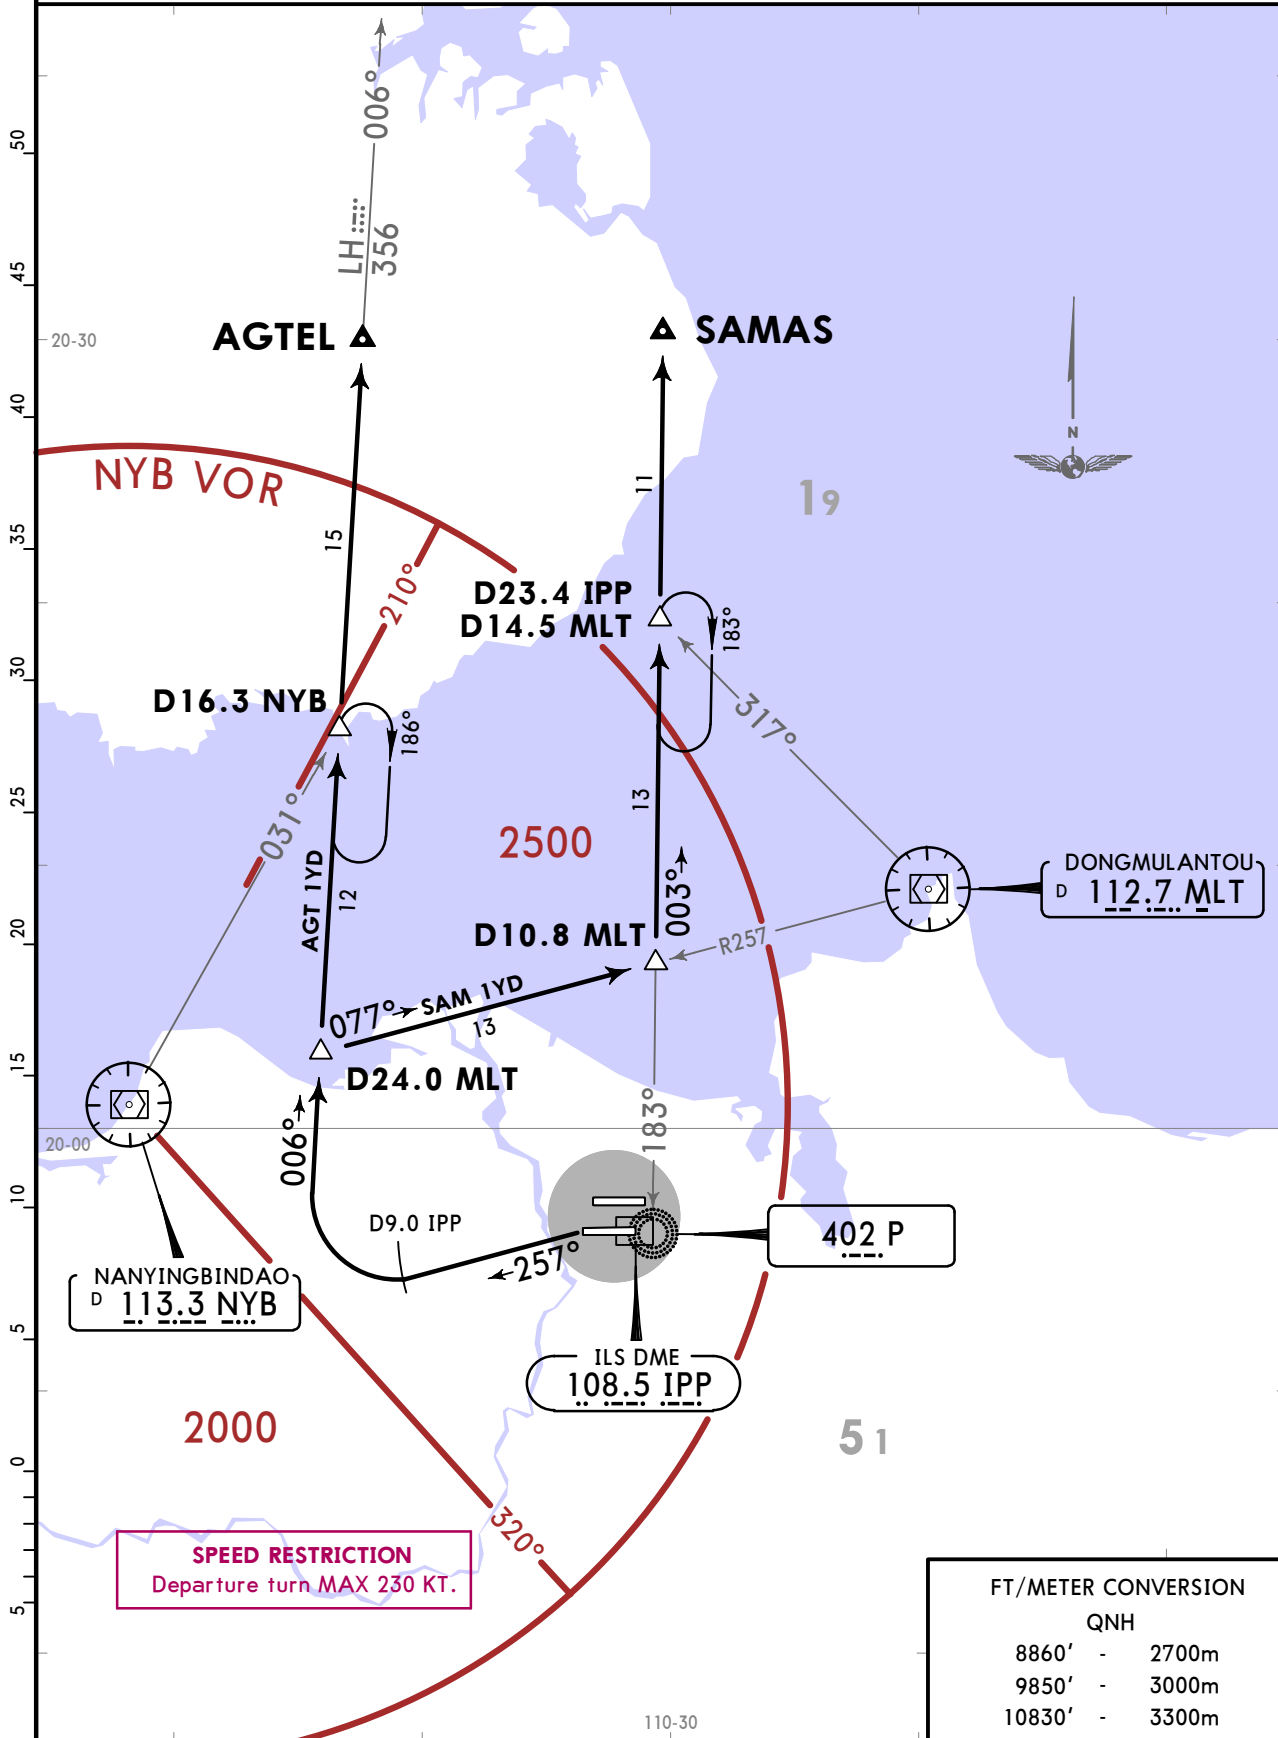 006°
LH
356
50
45
40
35
30
25
20
15
10
5
0
5
20-30
AGTEL
SAMAS
N
NYB VOR
19
15
11
210°
D23.4 IPP
D14.5 MLT
183°
D16.3 NYB
186°
317°
031°
13
2500
AGT 1YD
12
003°
DONGMULANTOU
D 112.7 MLT
D10.8 MLT
R257
077° SAM 1YD
13
D24.0 MLT
183°
006°
20-00
D9.0 IPP
257°
402 P
NANYINGBINDAO
D 113.3 NYB
ILS DME
108.5 IPP
2000
51
320°
SPEED RESTRICTION
Departure turn MAX 230 KT.
FT/METER CONVERSION
QNH
8860' - 2700m
9850' - 3000m
10830' - 3300m
110-30